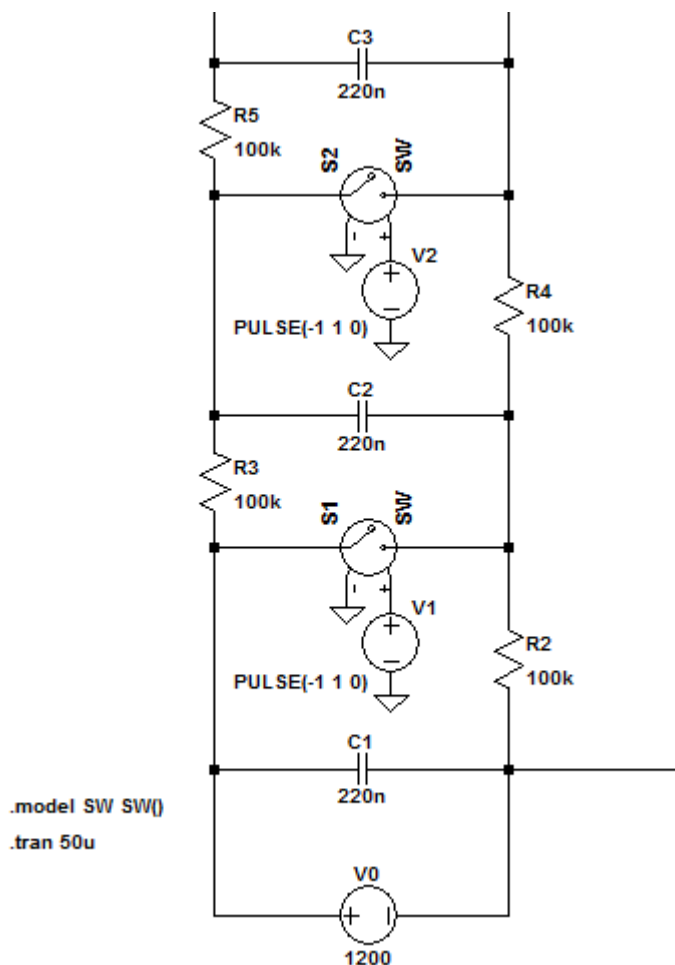 C3
220n
R5
100k
S2
SW
V2
PULSE(-1 1 0)
R4
100k
C2
220n
R3
100k
S1
SW
V1
PULSE(-1 1 0)
R2
100k
C1
220n
.model SW SW()
.tran 50u
V0
1200